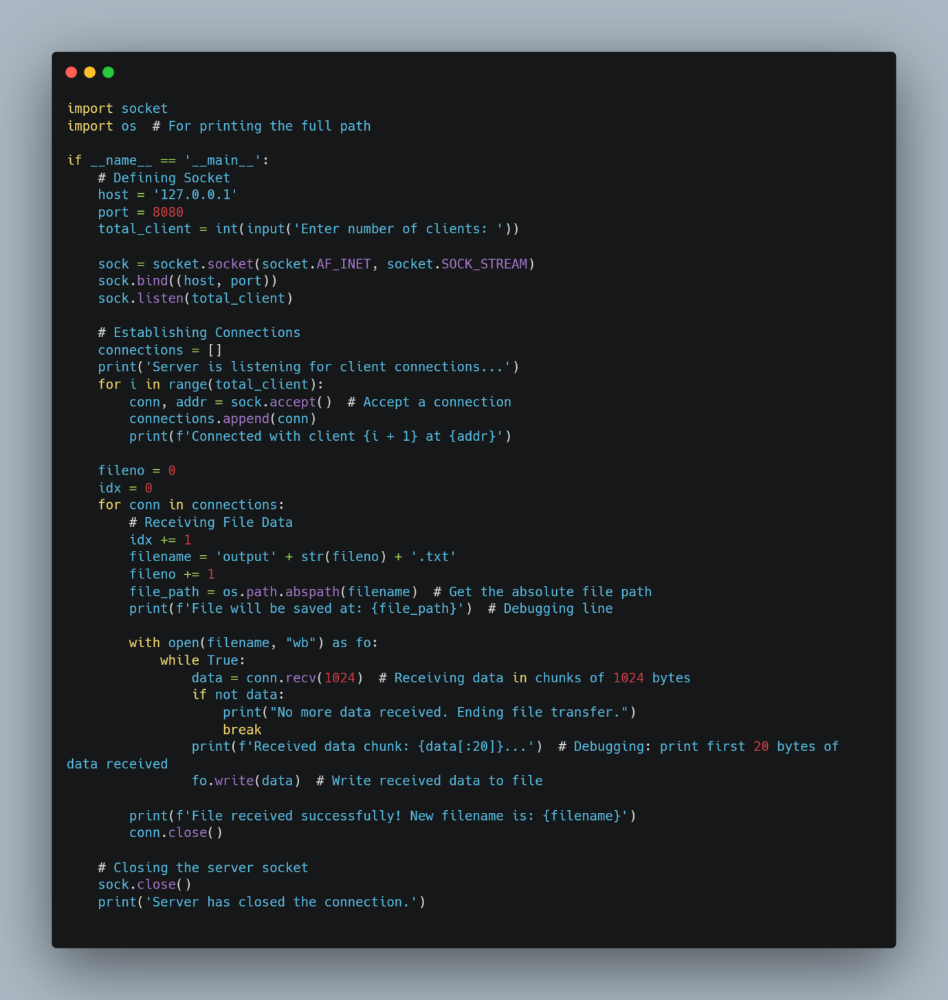 import socket
import os  # For printing the full path

if __name__ == '__main__':
    # Defining Socket
    host = '127.0.0.1'
    port = 8080
    total_client = int(input('Enter number of clients: '))

    sock = socket.socket(socket.AF_INET, socket.SOCK_STREAM)
    sock.bind((host, port))
    sock.listen(total_client)

    # Establishing Connections
    connections = []
    print('Server is listening for client connections...')
    for i in range(total_client):
        conn, addr = sock.accept()  # Accept a connection
        connections.append(conn)
        print(f'Connected with client {i + 1} at {addr}')

    fileno = 0
    idx = 0
    for conn in connections:
        # Receiving File Data
        idx += 1
        filename = 'output' + str(fileno) + '.txt'
        fileno += 1
        file_path = os.path.abspath(filename)  # Get the absolute file path
        print(f'File will be saved at: {file_path}')  # Debugging line

        with open(filename, "wb") as fo:
            while True:
                data = conn.recv(1024)  # Receiving data in chunks of 1024 bytes
                if not data:
                    print("No more data received. Ending file transfer.")
                    break
                print(f'Received data chunk: {data[:20]}...')  # Debugging: print first 20 bytes of
data received
                fo.write(data)  # Write received data to file

        print(f'File received successfully! New filename is: {filename}')
        conn.close()

    # Closing the server socket
    sock.close()
    print('Server has closed the connection.')